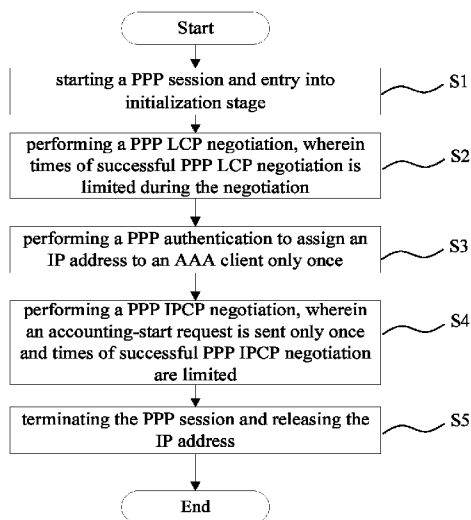 Start
starting a PPP session and entry into
initialization stage
S1
performing a PPP LCP negotiation, wherein
times of successful PPP LCP negotiation is
limited during the negotiation
S2
performing a PPP authentication to assign an
IP address to an AAA client only once
S3
performing a PPP IPCP negotiation, wherein
an accounting-start request is sent only once
and times of successful PPP IPCP negotiation
are limited
S4
terminating the PPP session and releasing the
IP address
S5
End